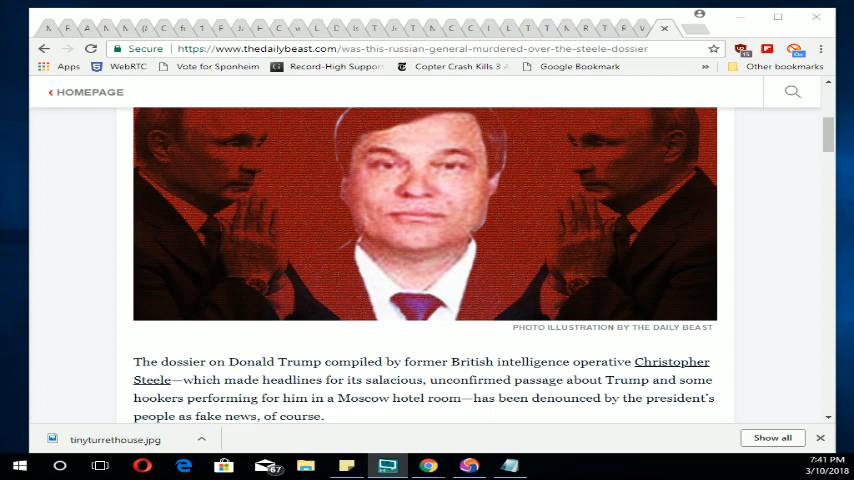 M E A N N ( C f 1 E J H C w L D I T J T N C C I L T T N R T E V
Secure https://www.thedailybeast.com/was-this-russian-general-murdered-over-the-steele-dossier
15
Apps WebRTC Vote for Sponheim Record-High Suppor Copter Crash Kills 3 Google Bookmark » Other bookmarks
HOMEPAGE
PHOTO ILLUSTRATION BY THE DAILY BEAST
The dossier on Donald Trump compiled by former British intelligence operative Christopher
Steele—which made headlines for its salacious, unconfirmed passage about Trump and some
hookers performing for him in a Moscow hotel room—has been denounced by the president's
people as fake news, of course.
tinyturrethouse.jpg
Show all
67
7:41 PM
3/10/2018